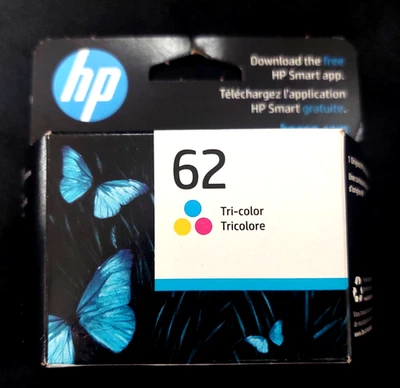 hp
Download the free
HP Smart app.
Téléchargez l'application
HP Smart gratuite.
62
Tri-color
Tricolore